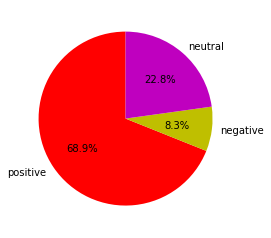 neutral
22.8%
8.3%
negative
68.9%
positive